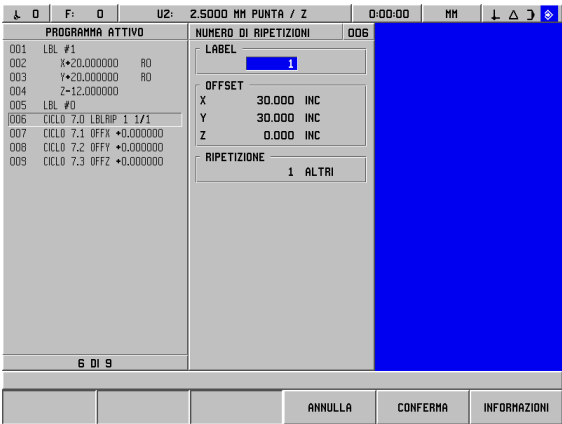 0 F: 0 U2: 2.5000 MM PUNTA / Z 0:00:00 MM
PROGRAMMA ATTIVO
001 LBL #1
002 X+20.000000 R0
003 Y+20.000000 R0
004 Z-12.000000
005 LBL #0
006 CICLO 7.0 LBLRIP 1 1/1
007 CICLO 7.1 OFFX +0.000000
008 CICLO 7.2 OFFY +0.000000
009 CICLO 7.3 OFFZ +0.000000
6 DI 9
NUMERO DI RIPETIZIONI 006
LABEL
1
OFFSET
X 30.000 INC
Y 30.000 INC
Z 0.000 INC
RIPETIZIONE
1 ALTRI
ANNULLA CONFERMA INFORMAZIONI